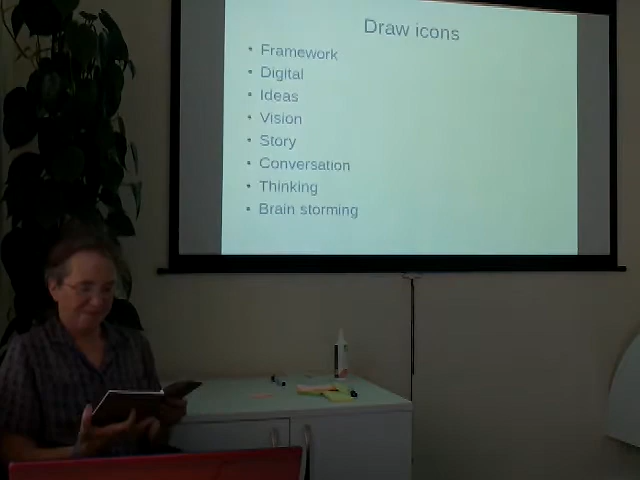 Draw icons
• Framework
• Digital
• Ideas
• Vision
• Story
• Conversation
• Thinking
• Brain storming